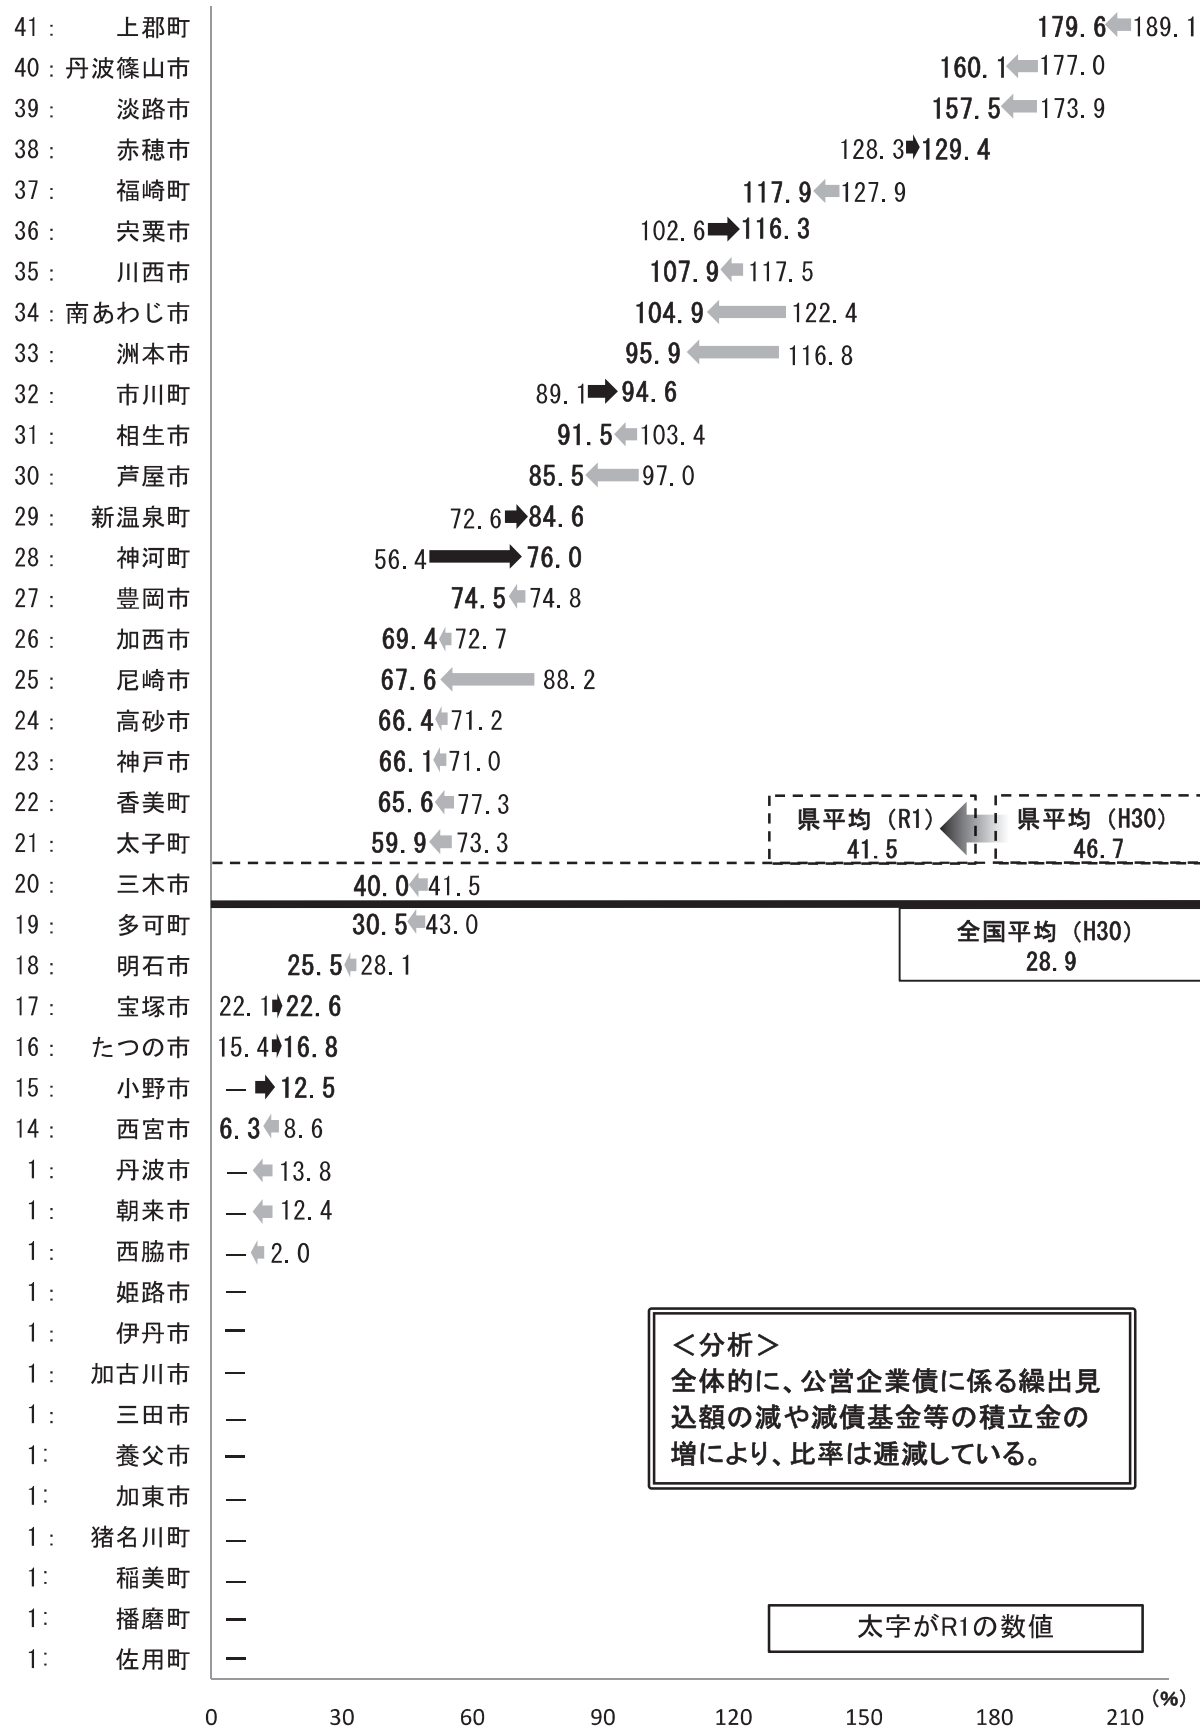 41： 上郡町 179.6 189.1
40：丹波篠山市 160.1 177.0
39： 淡路市 157.5 173.9
38： 赤穂市 128.3 129.4
37： 福崎町 117.9 127.9
36： 宍粟市 102.6 116.3
35： 川西市 107.9 117.5
34：南あわじ市 104.9 122.4
33： 洲本市 95.9 116.8
32： 市川町 89.1 94.6
31： 相生市 91.5 103.4
30： 芦屋市 85.5 97.0
29： 新温泉町 72.6 84.6
28： 神河町 56.4 76.0
27： 豊岡市 74.5 74.8
26： 加西市 69.4 72.7
25： 尼崎市 67.6 88.2
24： 高砂市 66.4 71.2
23： 神戸市 66.1 71.0
22： 香美町 65.6 77.3
県平均（R1） 県平均（H30）
21： 太子町 59.9 73.3
41.5 46.7
20： 三木市 40.0 41.5
19： 多可町 30.5 43.0
全国平均（H30）
28.9
18： 明石市 25.5 28.1
17： 宝塚市 22.1 22.6
16： たつの市 15.4 16.8
15： 小野市 ― 12.5
14： 西宮市 6.3 8.6
1： 丹波市 ― 13.8
1： 朝来市 ― 12.4
1： 西脇市 ― 2.0
1： 姫路市 ―
1： 伊丹市 ―
1： 加古川市 ―
1： 三田市 ―
1： 養父市 ―
1： 加東市 ―
1： 猪名川町 ―
1： 稲美町 ―
1： 播磨町 ―
1： 佐用町 ―
＜分析＞
全体的に、公営企業債に係る繰出見
込額の減や減債基金等の積立金の
増により、比率は逓減している。
太字がR1の数値
0 30 60 90 120 150 180 210 (%)